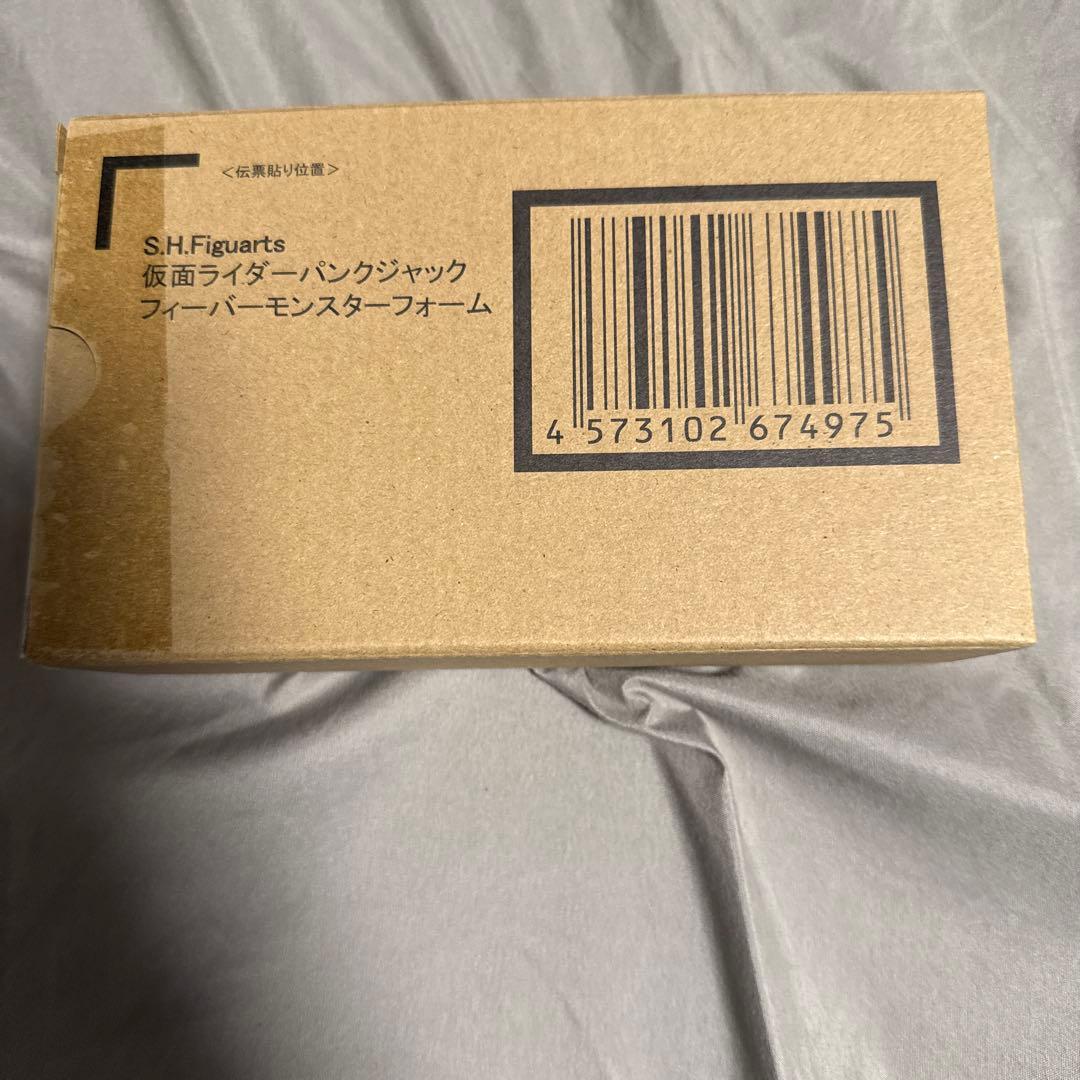 <伝票貼り位置>
S.H.Figuarts
仮面ライダーパンクジャック
フィーバーモンスターフォーム
4 573102 674975